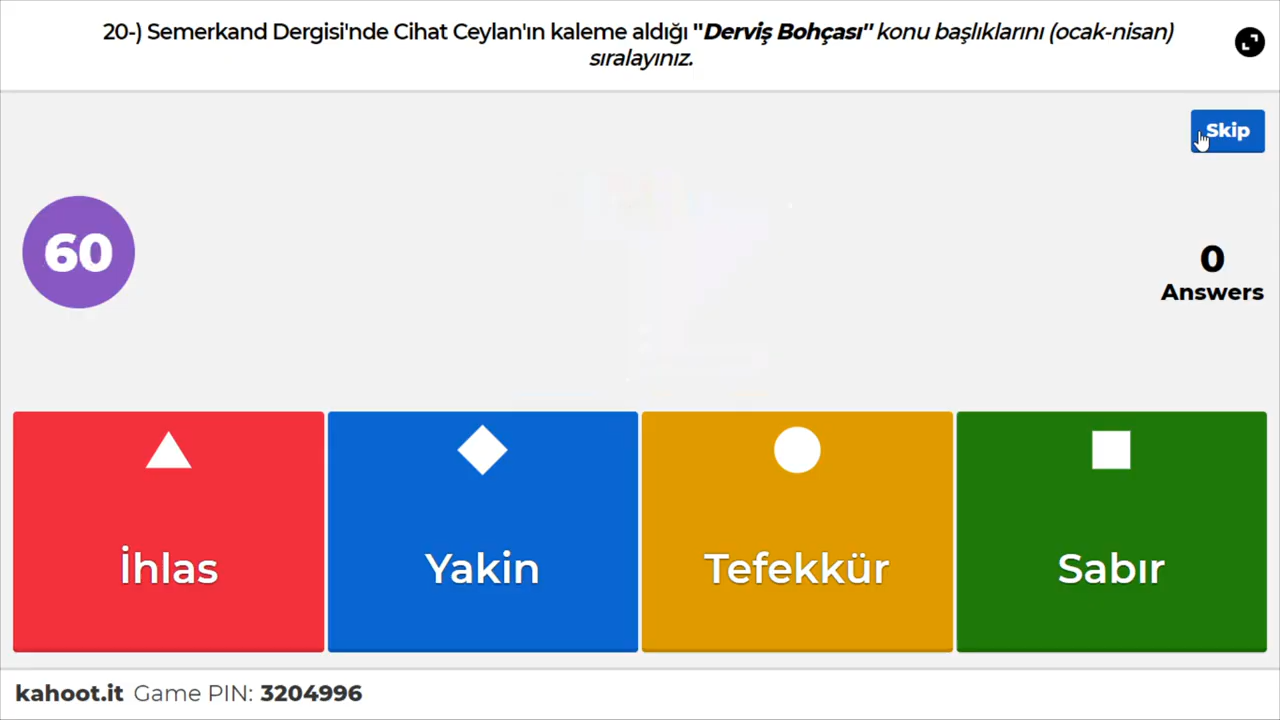 20-) Semerkand Dergisi'nde Cihat Ceylan'ın kaleme aldığı "Derviş Bohçası" konu başlıklarını (ocak-nisan)
sıralayınız.
Skip
60
0
Answers
İhlas
Yakin
Tefekkür
Sabır
kahoot.it Game PIN: 3204996